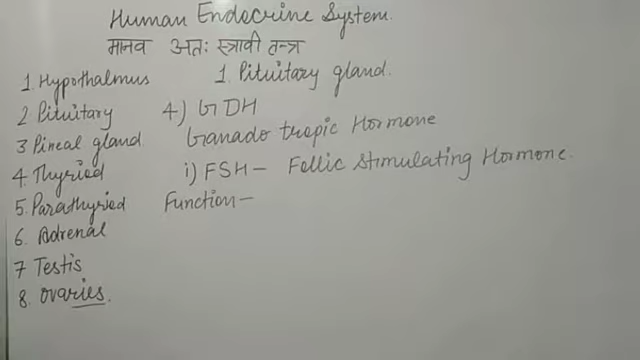 Human Endocrine System.
मानव अतः स्त्रावी तन्त्र
1. Hypothalmus
2 Pituitary
3 Pineal gland
4. Thyried
5. Parathyried
6. Adrenal
7 Testis
8. Ovaries.
1. Pituitary gland.
4) GDH
Ganado tropic Hormone
i) FSH - Fellic Stimulating Hormone.
Function -